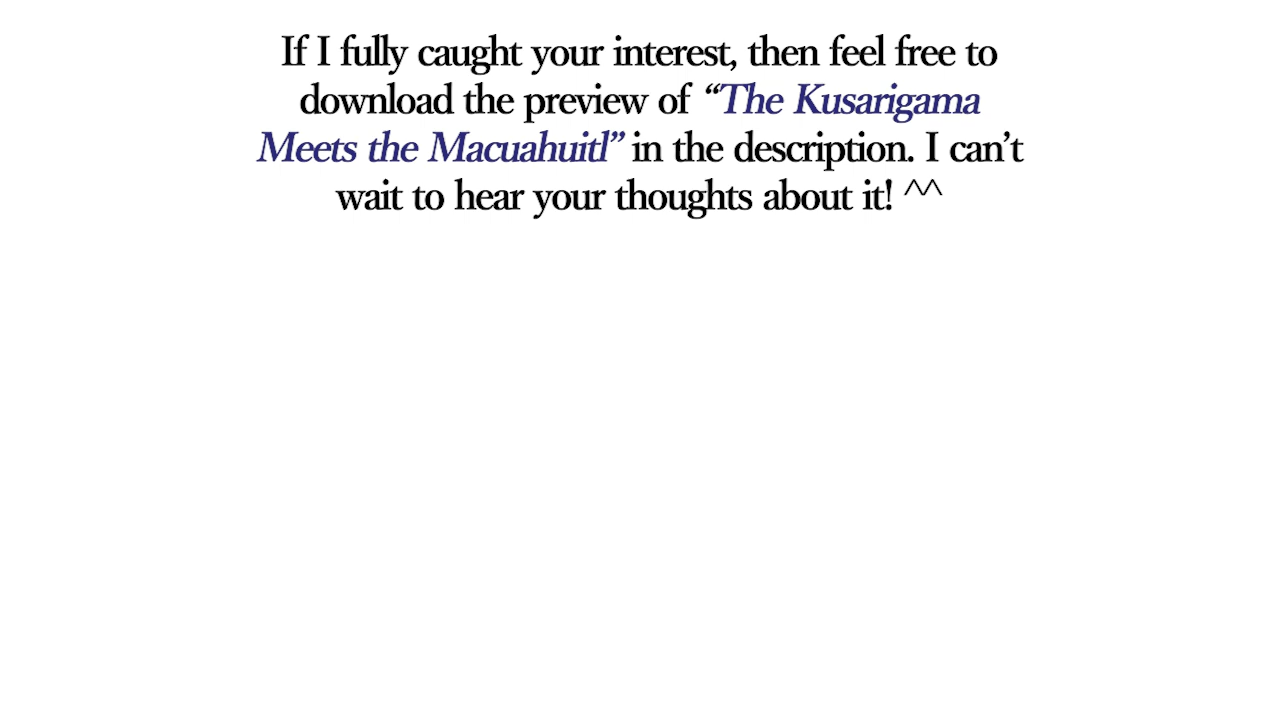 If I fully caught your interest, then feel free to
download the preview of “The Kusarigama
Meets the Macuahuitl” in the description. I can’t
wait to hear your thoughts about it! ^^